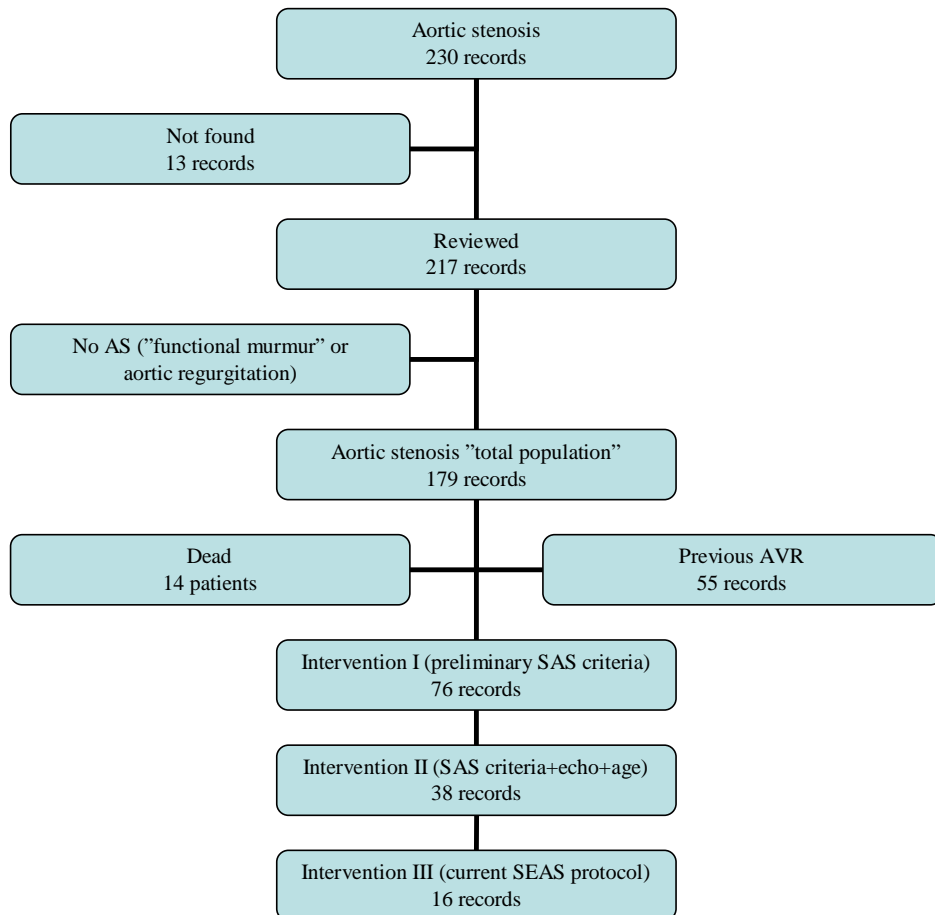 Aortic stenosis
230 records
Not found
13 records
Reviewed
217 records
No AS (”functional murmur” or
aortic regurgitation)
Aortic stenosis ”total population”
179 records
Dead
14 patients
Previous AVR
55 records
Intervention I (preliminary SAS criteria)
76 records
Intervention II (SAS criteria+echo+age)
38 records
Intervention III (current SEAS protocol)
16 records